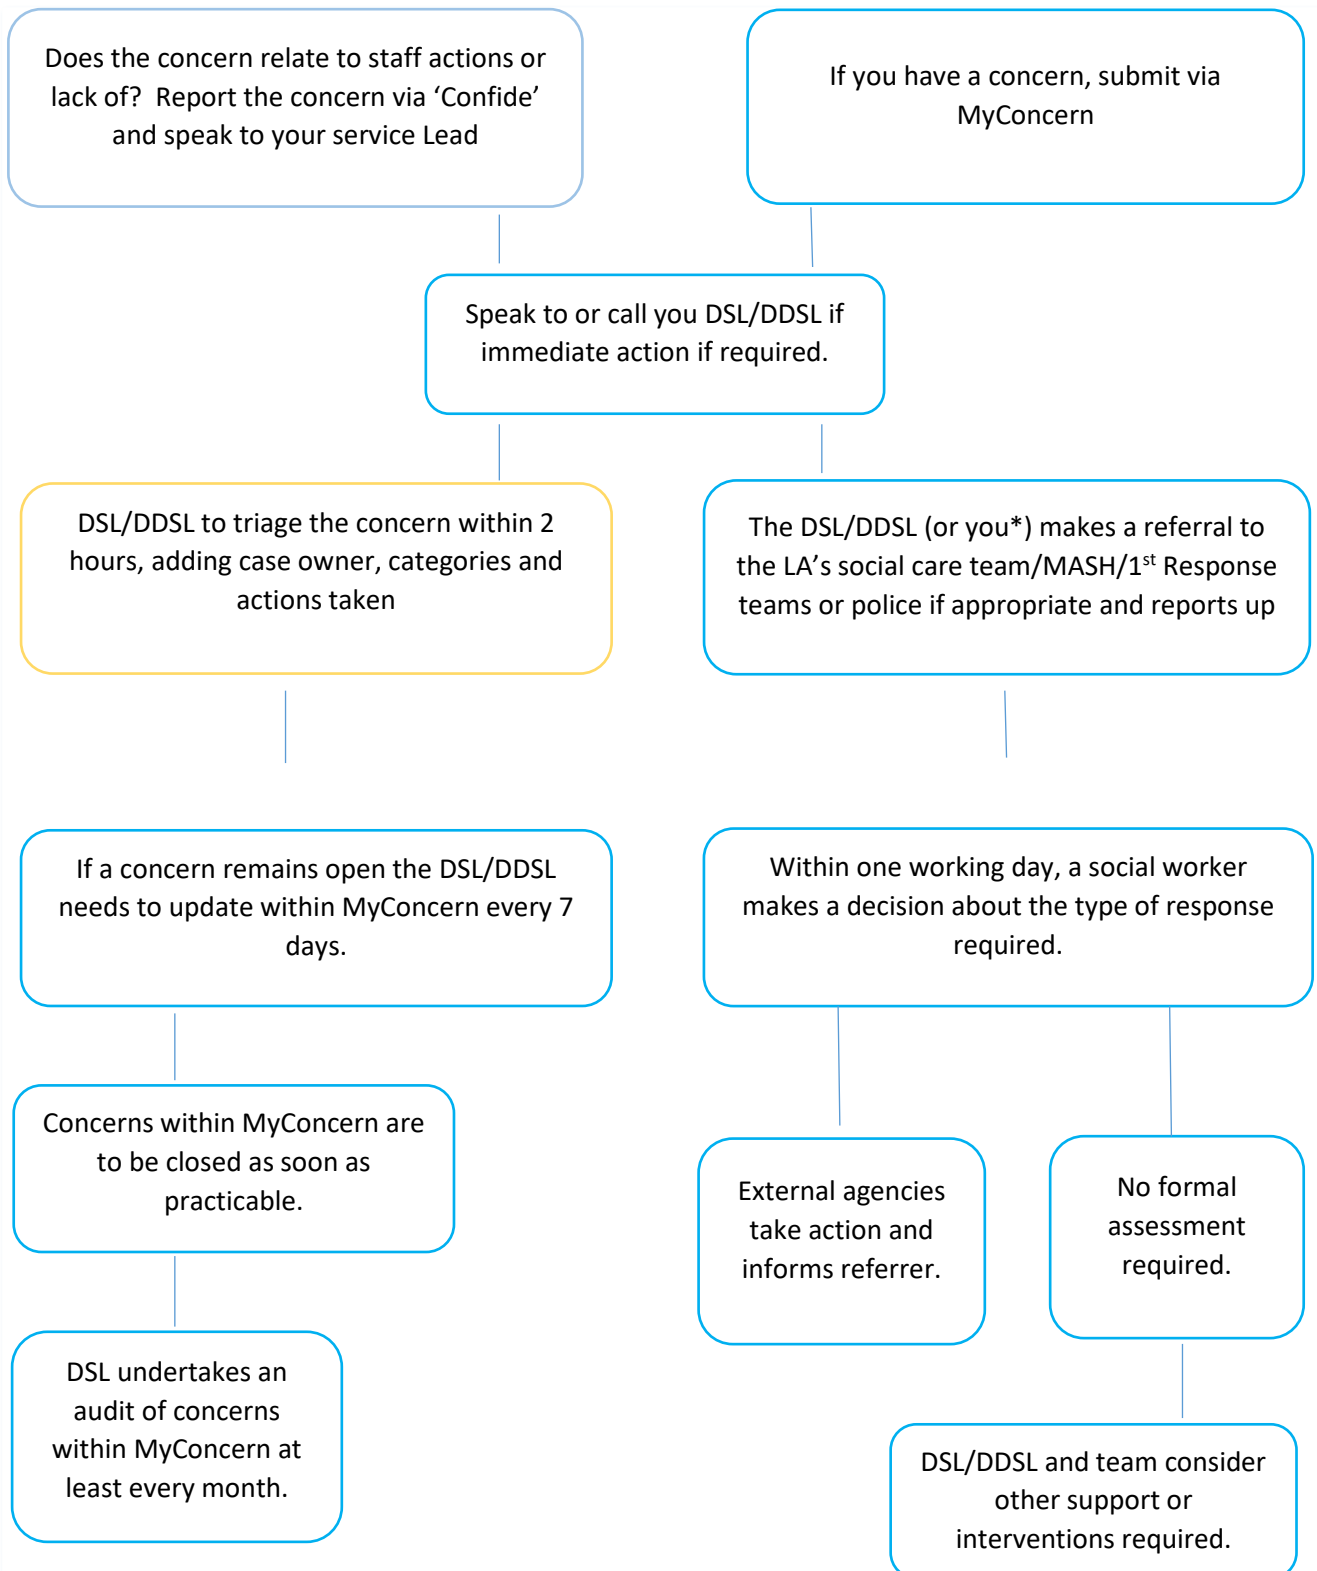 Does the concern relate to staff actions or
lack of?  Report the concern via ‘Confide’
and speak to your service Lead
If you have a concern, submit via
MyConcern
Speak to or call you DSL/DDSL if
immediate action if required.
DSL/DDSL to triage the concern within 2
hours, adding case owner, categories and
actions taken
The DSL/DDSL (or you*) makes a referral to
the LA’s social care team/MASH/1st Response
teams or police if appropriate and reports up
If a concern remains open the DSL/DDSL
needs to update within MyConcern every 7
days.
Within one working day, a social worker
makes a decision about the type of response
required.
Concerns within MyConcern are
to be closed as soon as
practicable.
External agencies
take action and
informs referrer.
No formal
assessment
required.
DSL undertakes an
audit of concerns
within MyConcern at
least every month.
DSL/DDSL and team consider
other support or
interventions required.